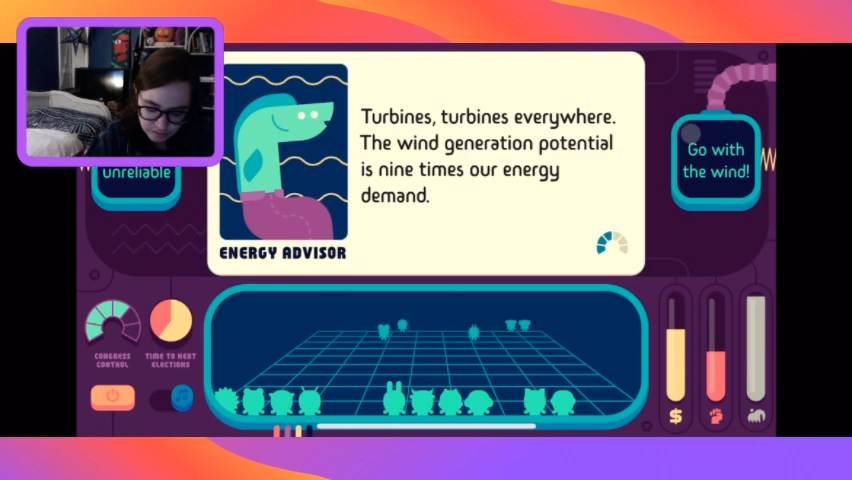 Turbines, turbines everywhere.
The wind generation potential
is nine times our energy
demand.
ENERGY ADVISOR
unreliable
Go with
the wind!
CONGRESS
CONTROL
TIME TO NEXT
ELECTIONS
$